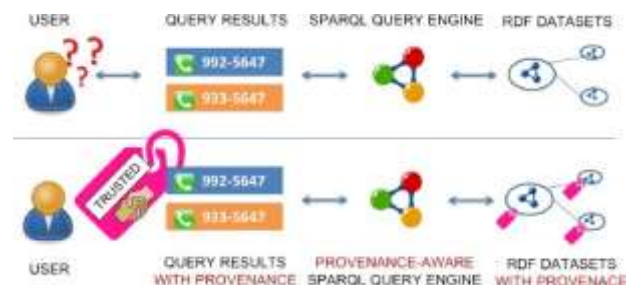 USER QUERY RESULTS SPARQL QUERY ENGINE RDF DATASETS
???
992-5647
933-5647
TRUSTED
992-5647
933-5647
USER QUERY RESULTS PROVENANCE-AWARE RDF DATASETS
WITH PROVENANCE SPARQL QUERY ENGINE WITH PROVENACE